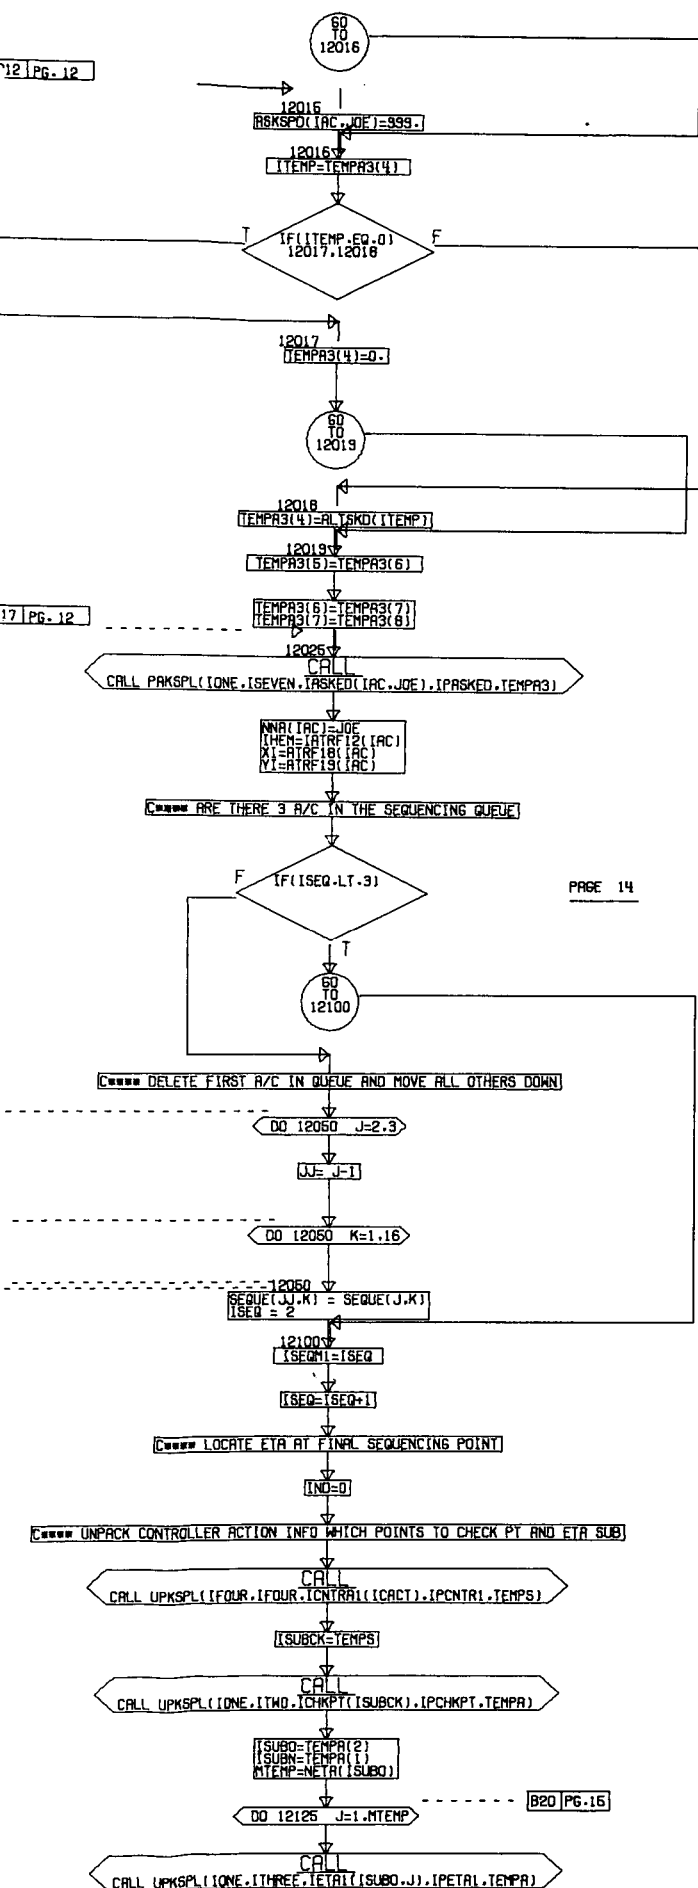 GO
TO
12016
12 PG. 12
12015
ASKSPD(IAC,JOE)=999.
12016
ITEMP=TEMPA3(4)
T
IF(ITEMP.EQ.0)
F
12017,12018
12017
TEMPA3(4)=0.
GO
TO
12019
12018
TEMPA3(4)=ALTSKD(ITEMP)
12019
TEMPA3(5)=TEMPA3(6)
TEMPA3(6)=TEMPA3(7)
17 PG. 12
TEMPA3(7)=TEMPA3(8)
12025
CALL
CALL PAKSPL(IONE,ISEVEN,IASKED(IAC,JOE),IPASKED,TEMPA3)
NNA(IAC)=JOE
IHEM=IATRF12(IAC)
XI=ATRF18(IAC)
YI=ATRF19(IAC)
C**** ARE THERE 3 A/C IN THE SEQUENCING QUEUE
F
IF(ISEQ.LT.3)
PAGE 14
T
GO
TO
12100
C**** DELETE FIRST A/C IN QUEUE AND MOVE ALL OTHERS DOWN
DO 12050 J=2,3
JJ= J-1
DO 12050 K=1,16
12050
SEQUE(JJ,K) = SEQUE(J,K)
ISEQ = 2
12100
ISEQM1=ISEQ
ISEQ=ISEQ+1
C**** LOCATE ETA AT FINAL SEQUENCING POINT
IND=0
C**** UNPACK CONTROLLER ACTION INFO WHICH POINTS TO CHECK PT AND ETA SUB
CALL
CALL UPKSPL(IFOUR,IFOUR,ICNTRA1(ICACT),IPCNTR1,TEMPS)
ISUBCK=TEMPS
CALL
CALL UPKSPL(IONE,ITWO,ICHKPT(ISUBCK),IPCHKPT,TEMPA)
ISUBO=TEMPA(2)
ISUBN=TEMPA(1)
MTEMP=NETA(ISUBO)
B20 PG.15
DO 12125 J=1,MTEMP
CALL
CALL UPKSPL(IONE,ITHREE,IETA1(ISUBO,J),IPETA1,TEMPA)